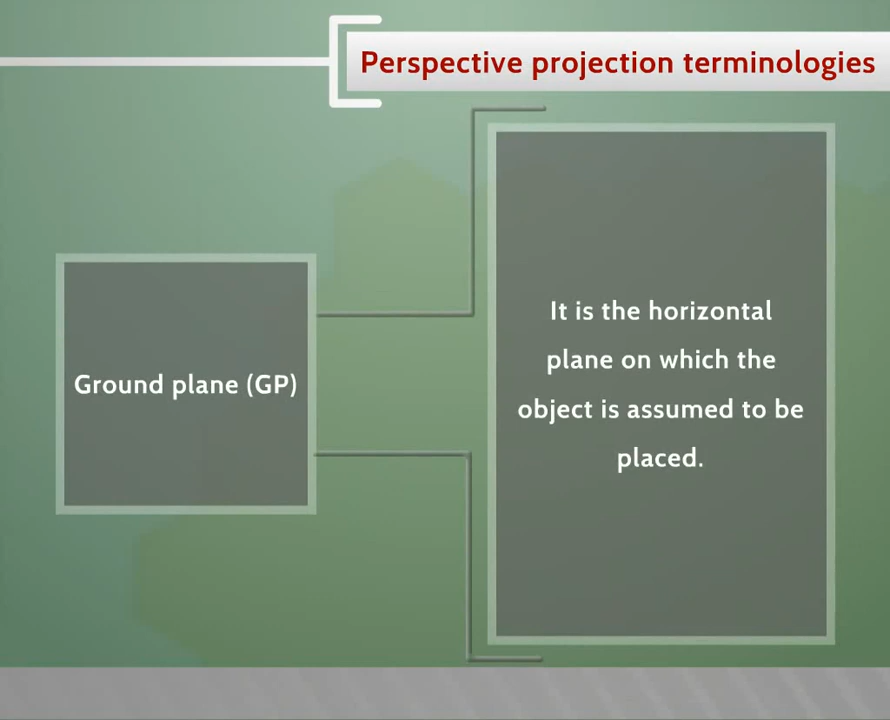 Perspective projection terminologies
Ground plane (GP)
It is the horizontal
plane on which the
object is assumed to be
placed.